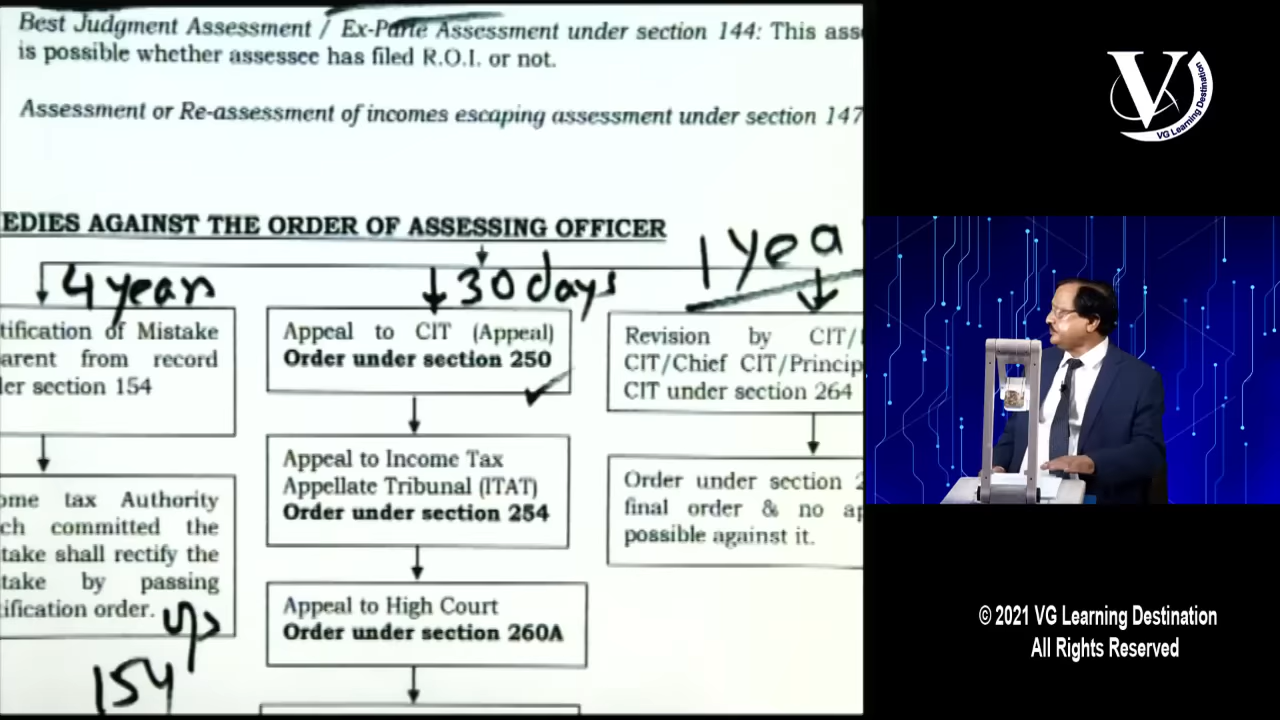 Best Judgment Assessment / Ex-Parte Assessment under section 144: This ass
is possible whether assessee has filed R.O.I. or not.
Assessment or Re-assessment of incomes escaping assessment under section 147
EDIES AGAINST THE ORDER OF ASSESSING OFFICER
4 year
30 days
1 yea
tification of Mistake
arent from record
er section 154
Appeal to CIT (Appeal)
Order under section 250
Revision by CIT/
CIT/Chief CIT/Princip
CIT under section 264
ome tax Authority
ch committed the
take shall rectify the
take by passing
ification order.
154
Appeal to Income Tax
Appellate Tribunal (ITAT)
Order under section 254
Order under section 2
final order & no ap
possible against it.
Appeal to High Court
Order under section 260A
V
VG Learning Destination
© 2021 VG Learning Destination
All Rights Reserved